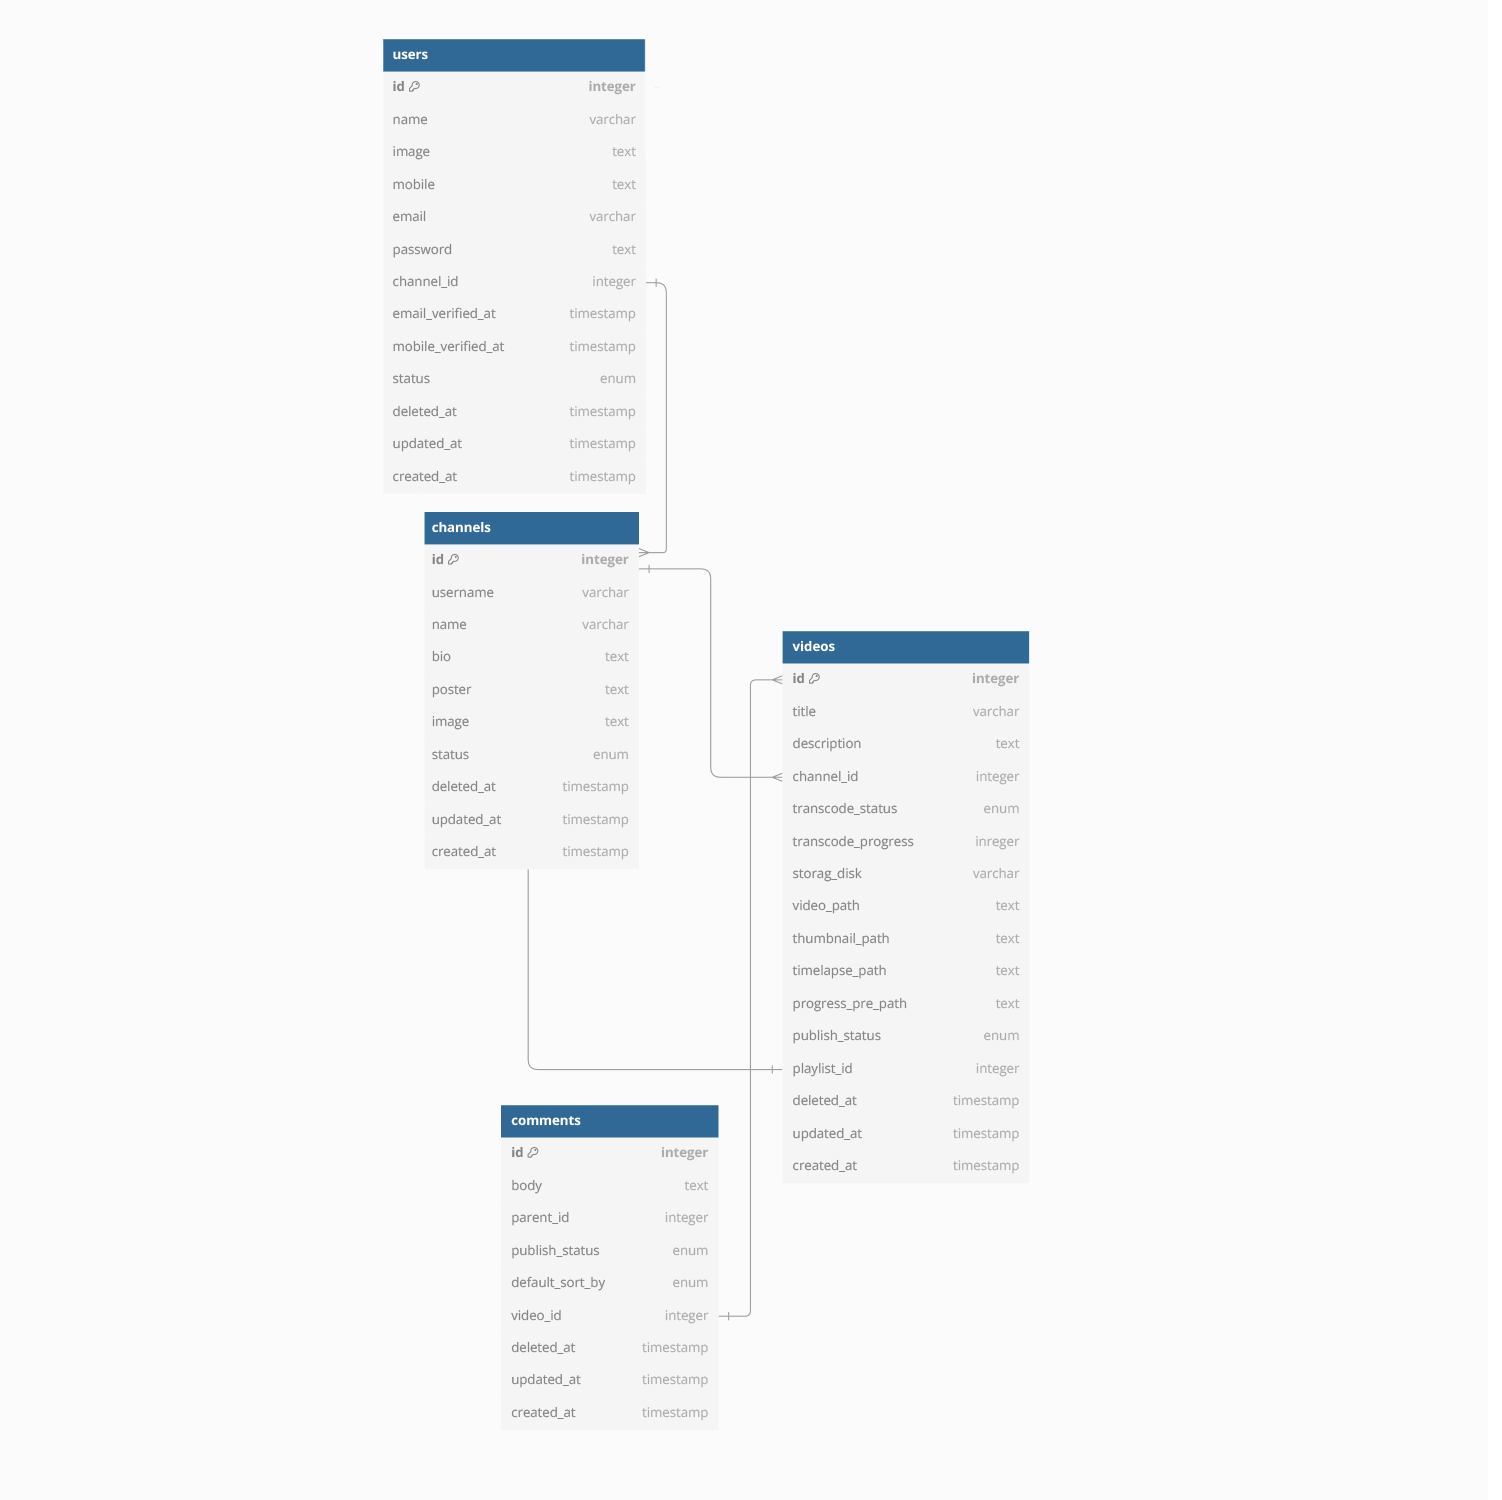 users
id integer
name varchar
image text
mobile text
email varchar
password text
channel_id integer
email_verified_at timestamp
mobile_verified_at timestamp
status enum
deleted_at timestamp
updated_at timestamp
created_at timestamp
channels
id integer
username varchar
name varchar
bio text
poster text
image text
status enum
deleted_at timestamp
updated_at timestamp
created_at timestamp
videos
id integer
title varchar
description text
channel_id integer
transcode_status enum
transcode_progress inreger
storag_disk varchar
video_path text
thumbnail_path text
timelapse_path text
progress_pre_path text
publish_status enum
playlist_id integer
deleted_at timestamp
updated_at timestamp
created_at timestamp
comments
id integer
body text
parent_id integer
publish_status enum
default_sort_by enum
video_id integer
deleted_at timestamp
updated_at timestamp
created_at timestamp